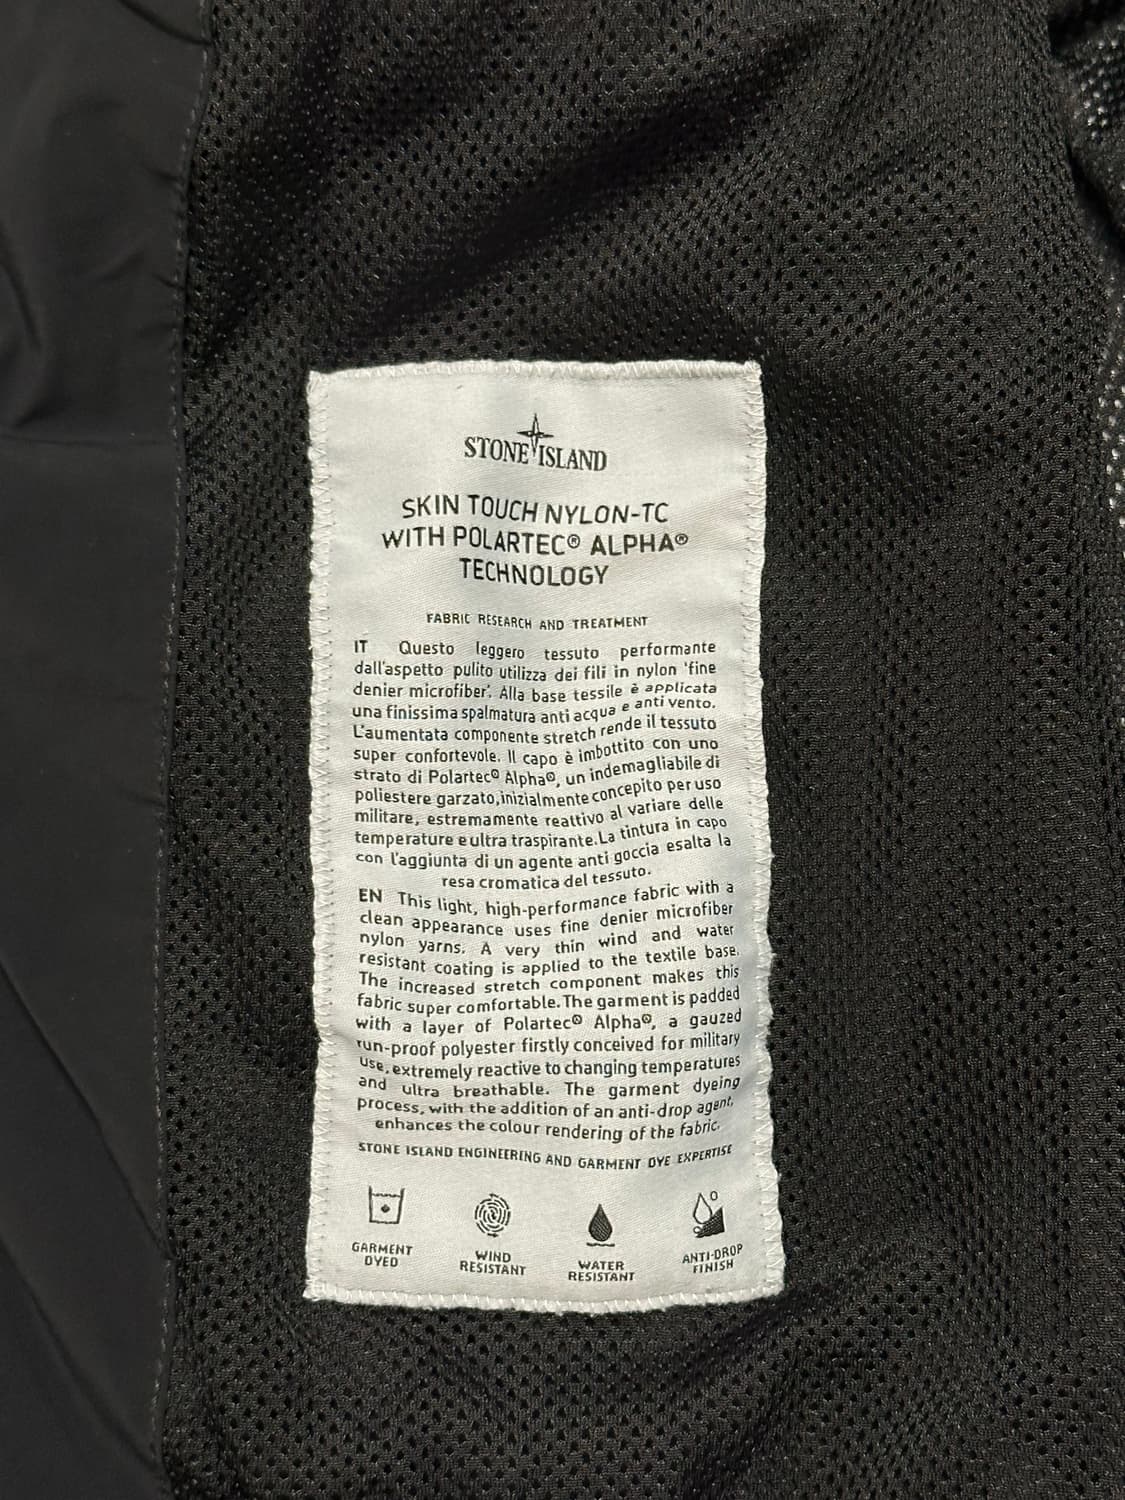 STONE ISLAND
SKIN TOUCH NYLON-TC
WITH POLARTEC® ALPHA®
TECHNOLOGY
FABRIC RESEARCH AND TREATMENT
IT Questo leggero tessuto performante
dall'aspetto pulito utilizza dei fili in nylon 'fine
denier microfiber'. Alla base tessile è applicata
una finissima spalmatura anti acqua e anti vento.
L'aumentata componente stretch rende il tessuto
super confortevole. Il capo è imbottito con uno
strato di Polartec® Alpha®, un indemagliabile di
poliestere garzato, inizialmente concepito per uso
militare, estremamente reattivo al variare delle
temperature e ultra traspirante. La tintura in capo
con l'aggiunta di un agente anti goccia esalta la
resa cromatica del tessuto.
EN This light, high-performance fabric with a
clean appearance uses fine denier microfiber
nylon yarns. A very thin wind and water
resistant coating is applied to the textile base.
The increased stretch component makes this
fabric super comfortable. The garment is padded
with a layer of Polartec® Alpha®, a gauzed
run-proof polyester firstly conceived for military
use, extremely reactive to changing temperatures
and ultra breathable. The garment dyeing
process, with the addition of an anti-drop agent,
enhances the colour rendering of the fabric.
STONE ISLAND ENGINEERING AND GARMENT DYE EXPERTISE
GARMENT
DYED
WIND
RESISTANT
WATER
RESISTANT
ANTI-DROP
FINISH